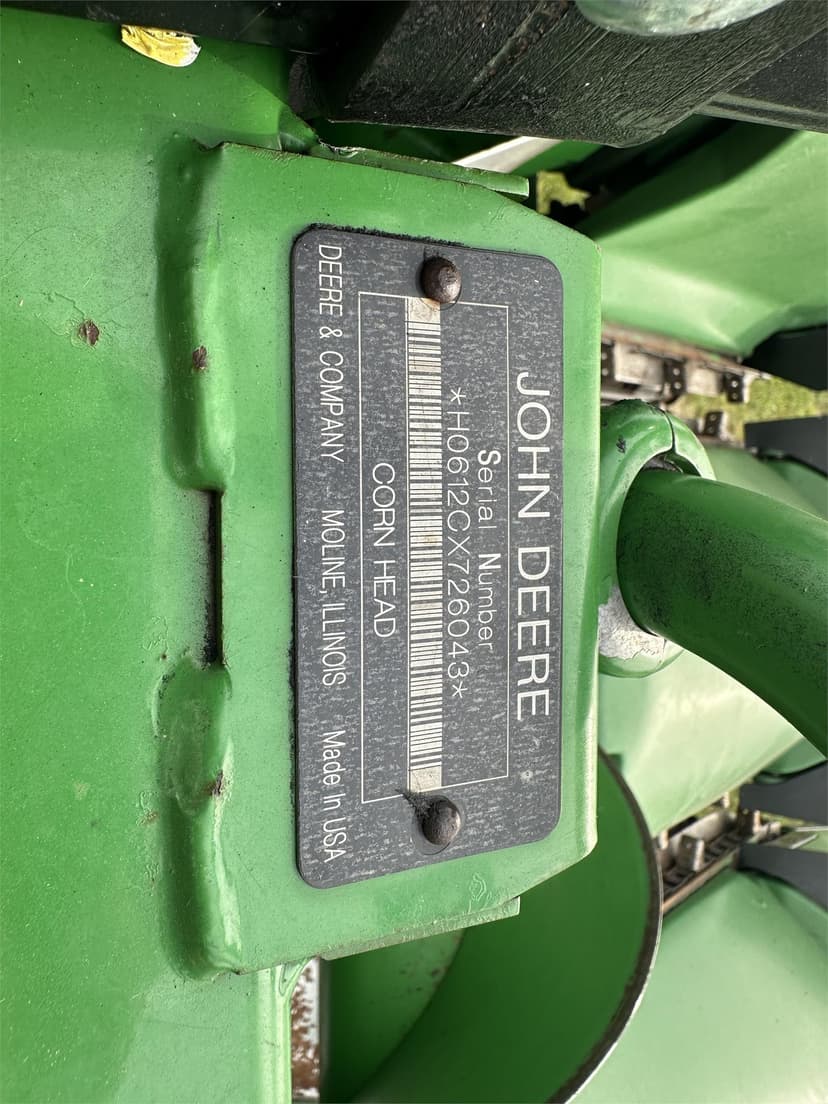 JOHN DEERE
Serial Number
*H0612CX726043*
CORN HEAD
DEERE & COMPANY MOLINE, ILLINOIS Made In USA